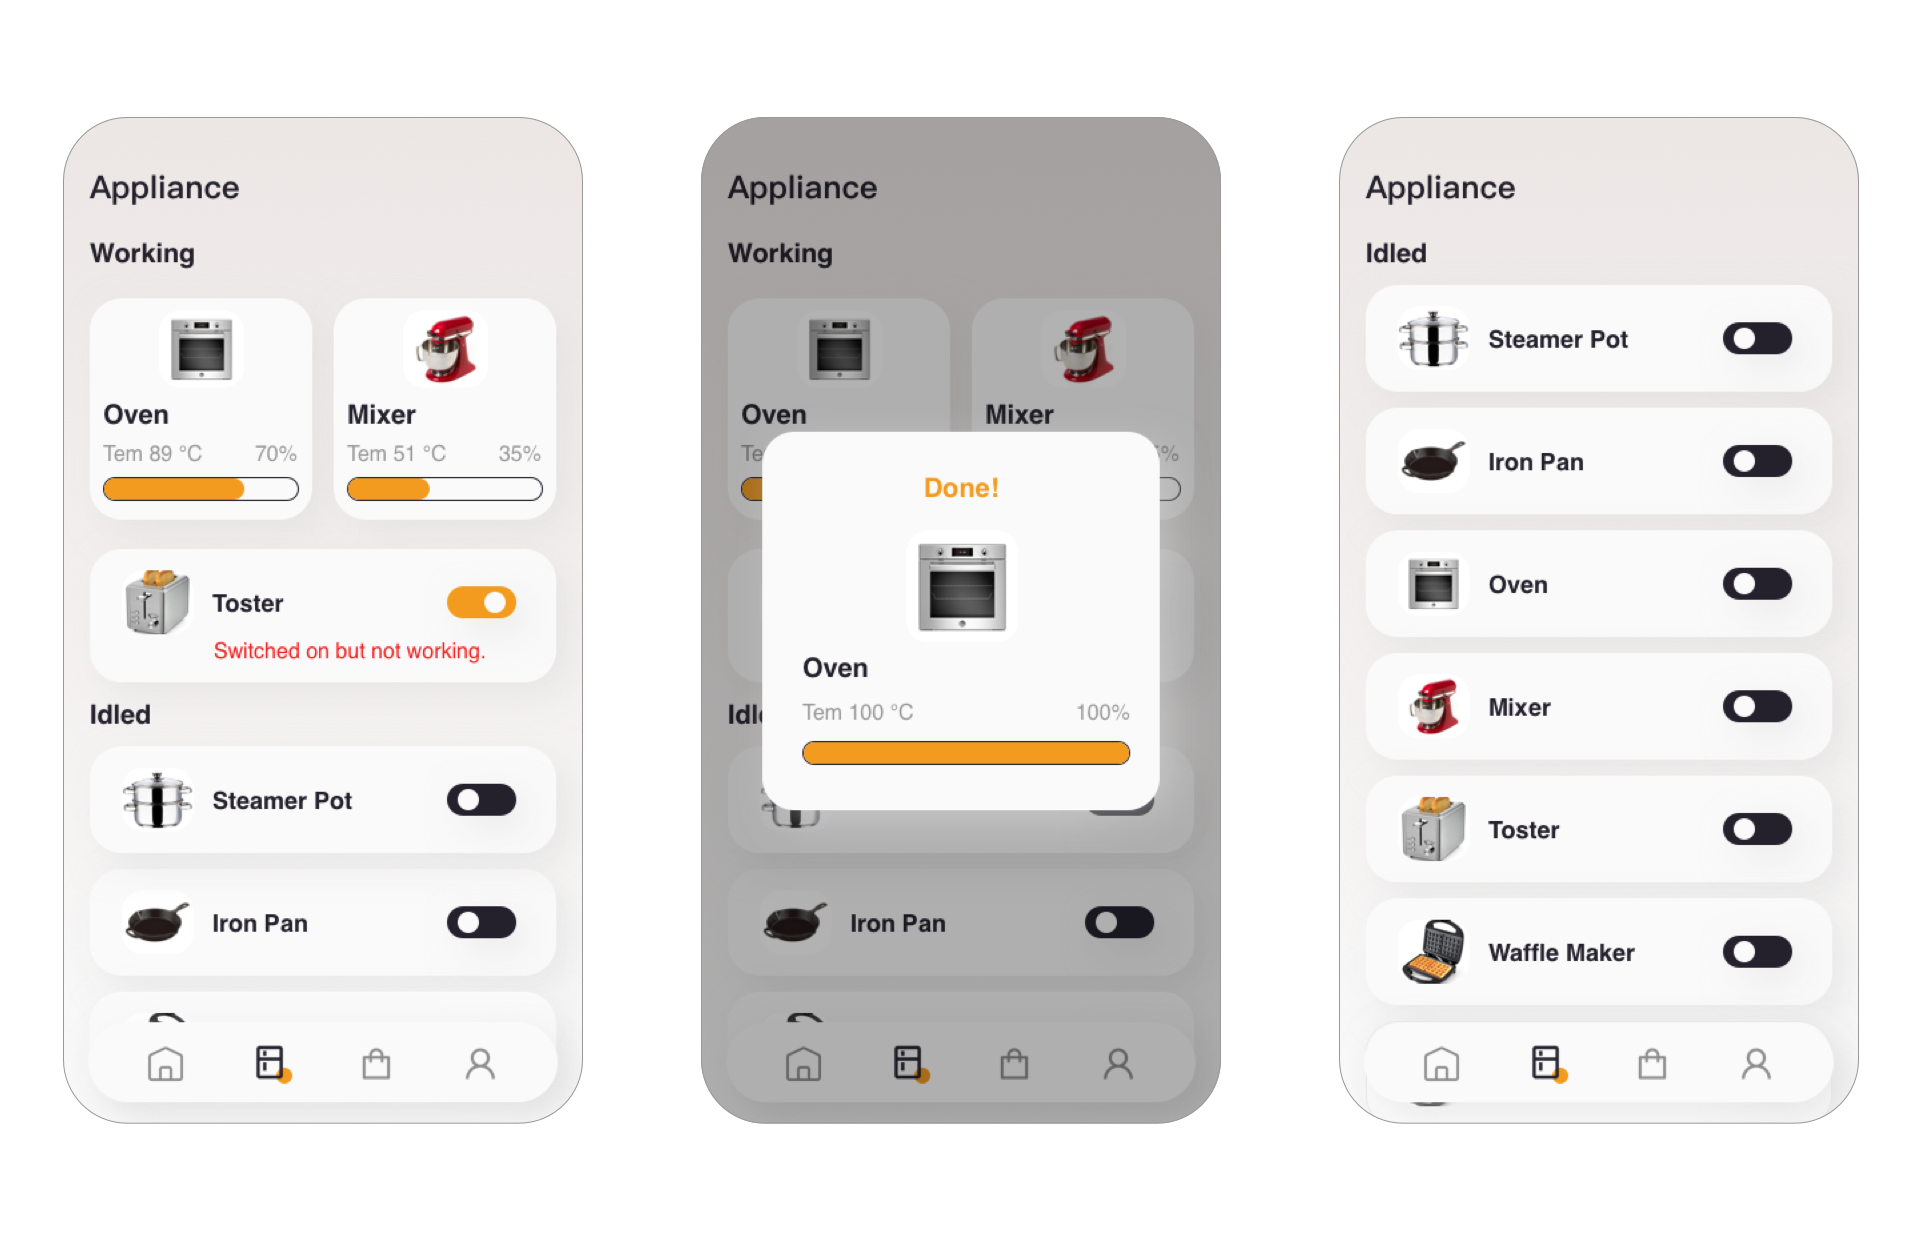 Appliance
Working
Oven
Tem 89 °C 70%
Mixer
Tem 51 °C 35%
Toster
Switched on but not working.
Idled
Steamer Pot
Iron Pan
Appliance
Working
Oven
Mixer
Te
%
Done!
Oven
Tem 100 °C 100%
Idl
Iron Pan
Appliance
Idled
Steamer Pot
Iron Pan
Oven
Mixer
Toster
Waffle Maker